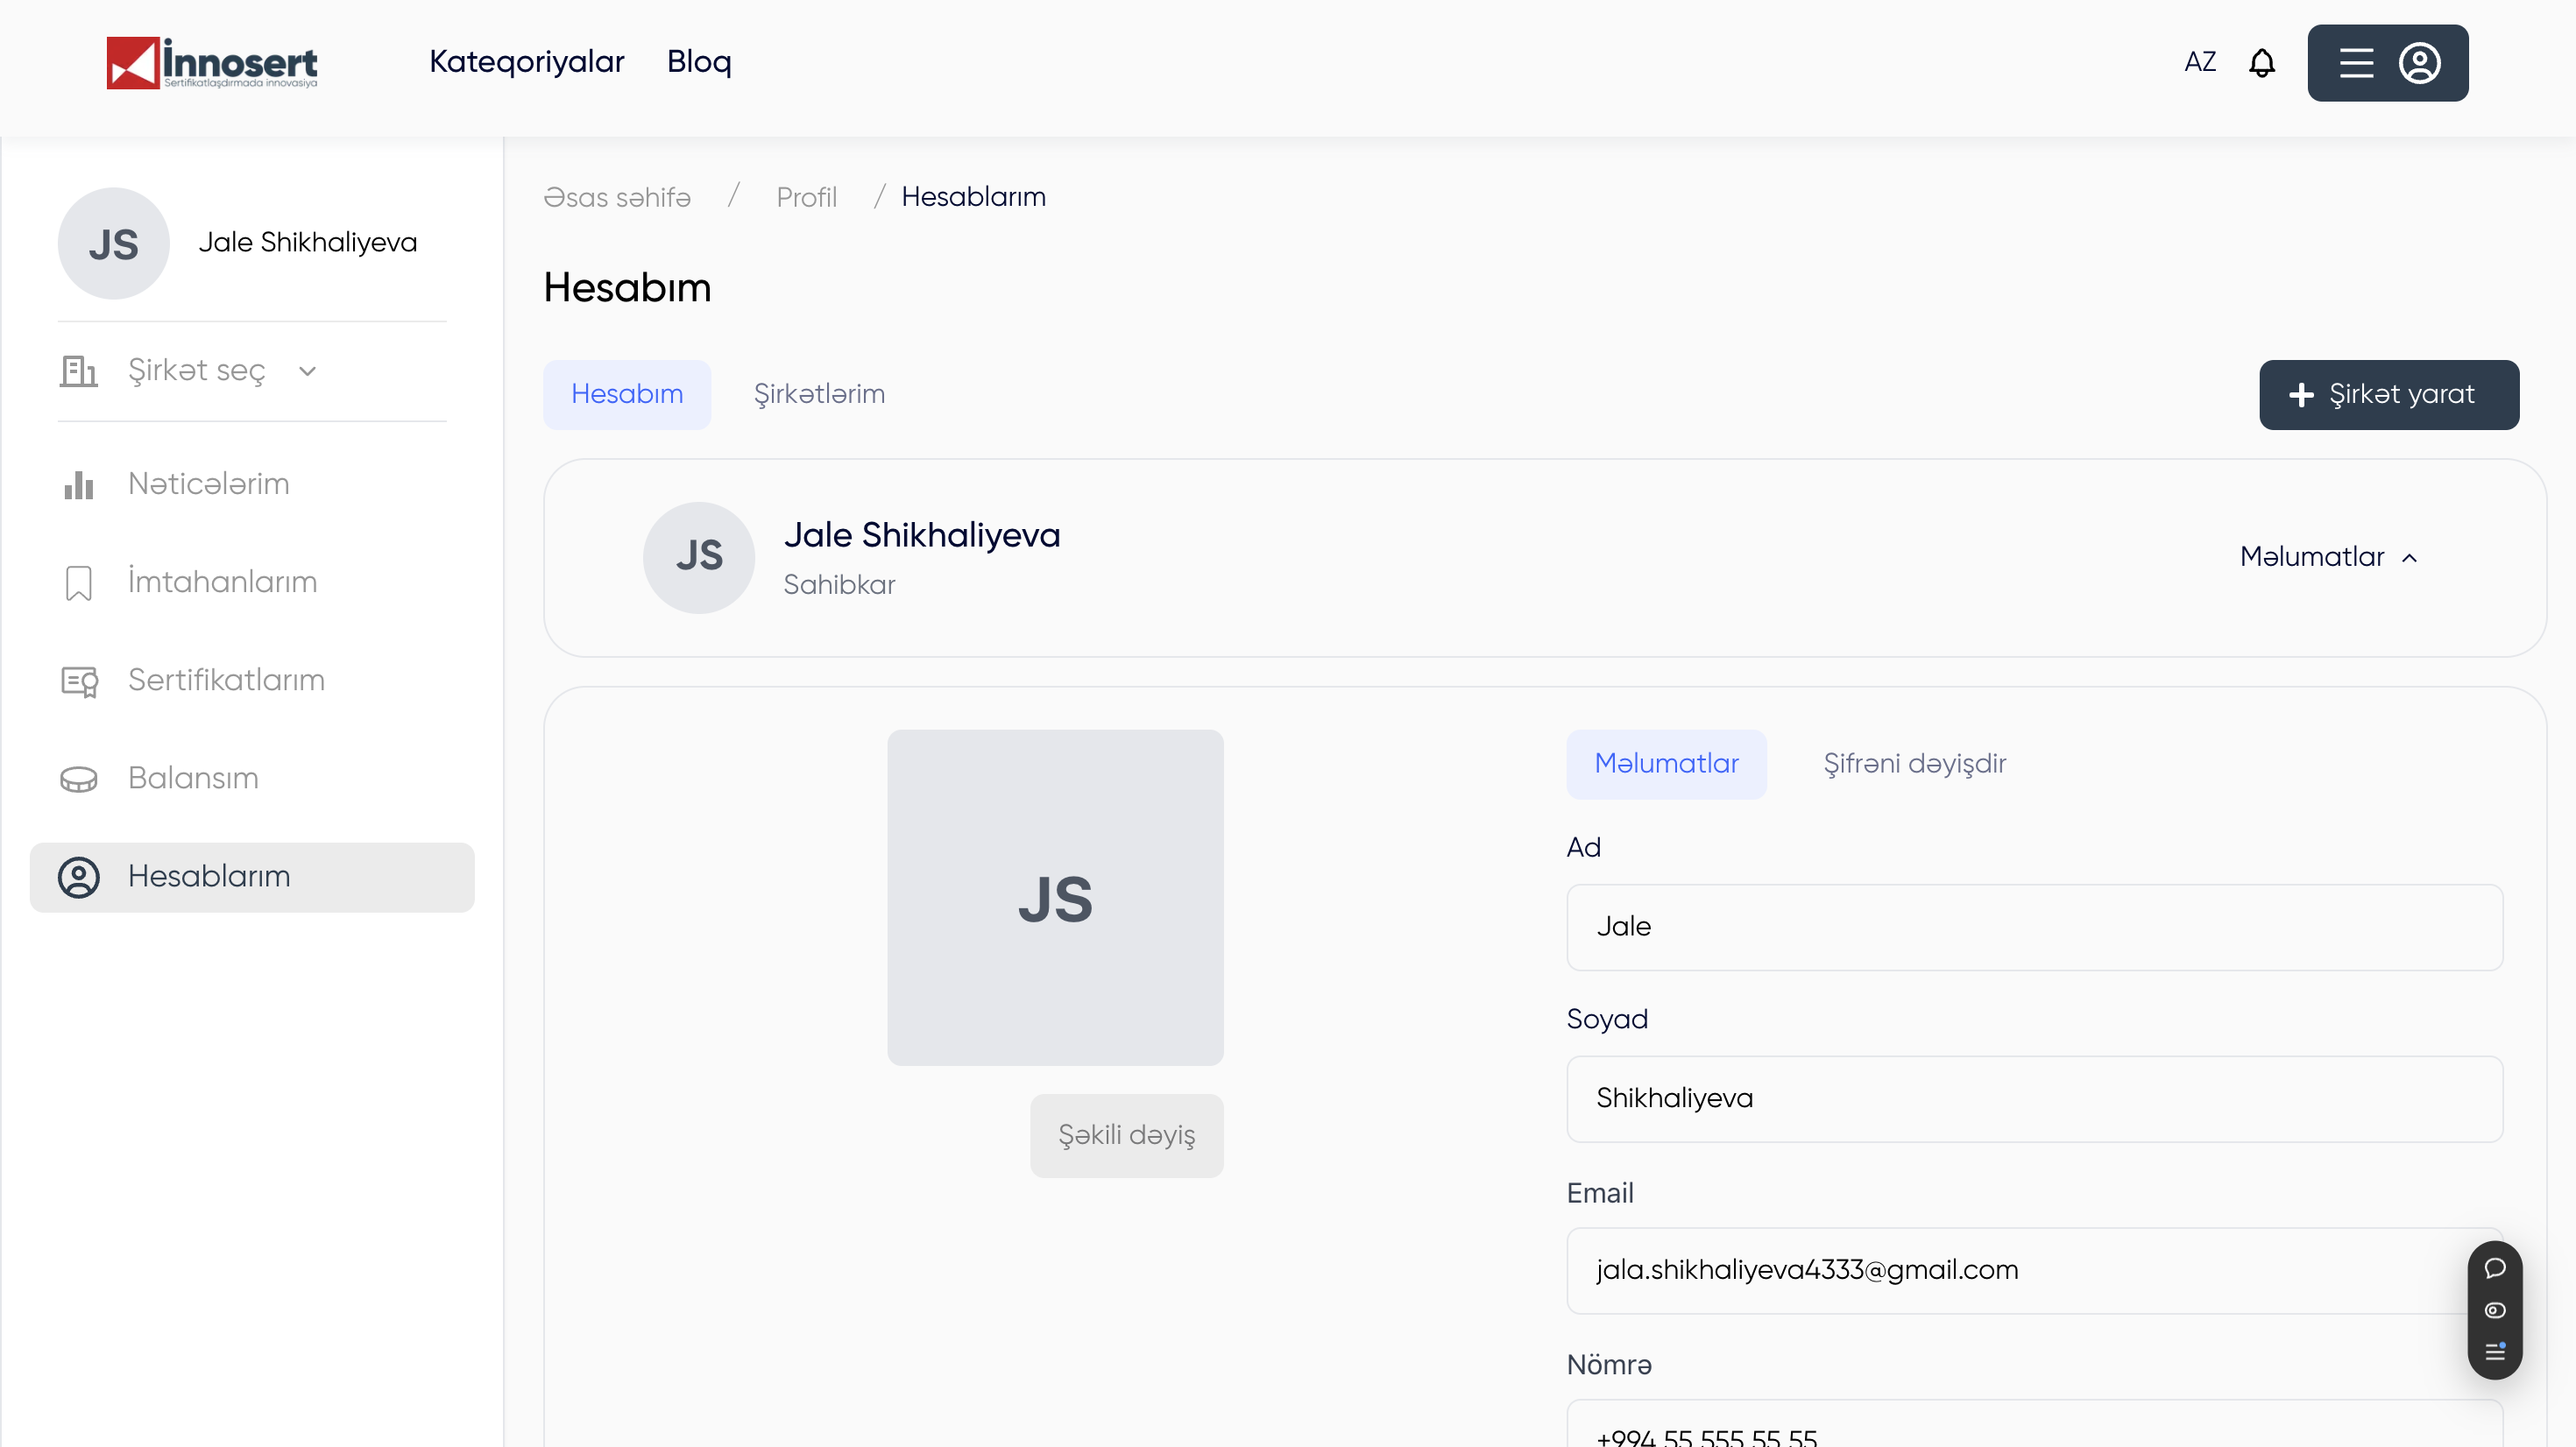 İnnosert
Sertifikatlaşdırmada innovasiya
Kateqoriyalar
Bloq
AZ
JS
Jale Shikhaliyeva
Şirkət seç
Nəticələrim
İmtahanlarım
Sertifikatlarım
Balansım
Hesablarım
Əsas səhifə / Profil / Hesablarım
Hesabım
Hesabım
Şirkətlərim
+ Şirkət yarat
JS
Jale Shikhaliyeva
Sahibkar
Məlumatlar
JS
Şəkili dəyiş
Məlumatlar
Şifrəni dəyişdir
Ad
Jale
Soyad
Shikhaliyeva
Email
jala.shikhaliyeva4333@gmail.com
Nömrə
+994 55 555 55 55